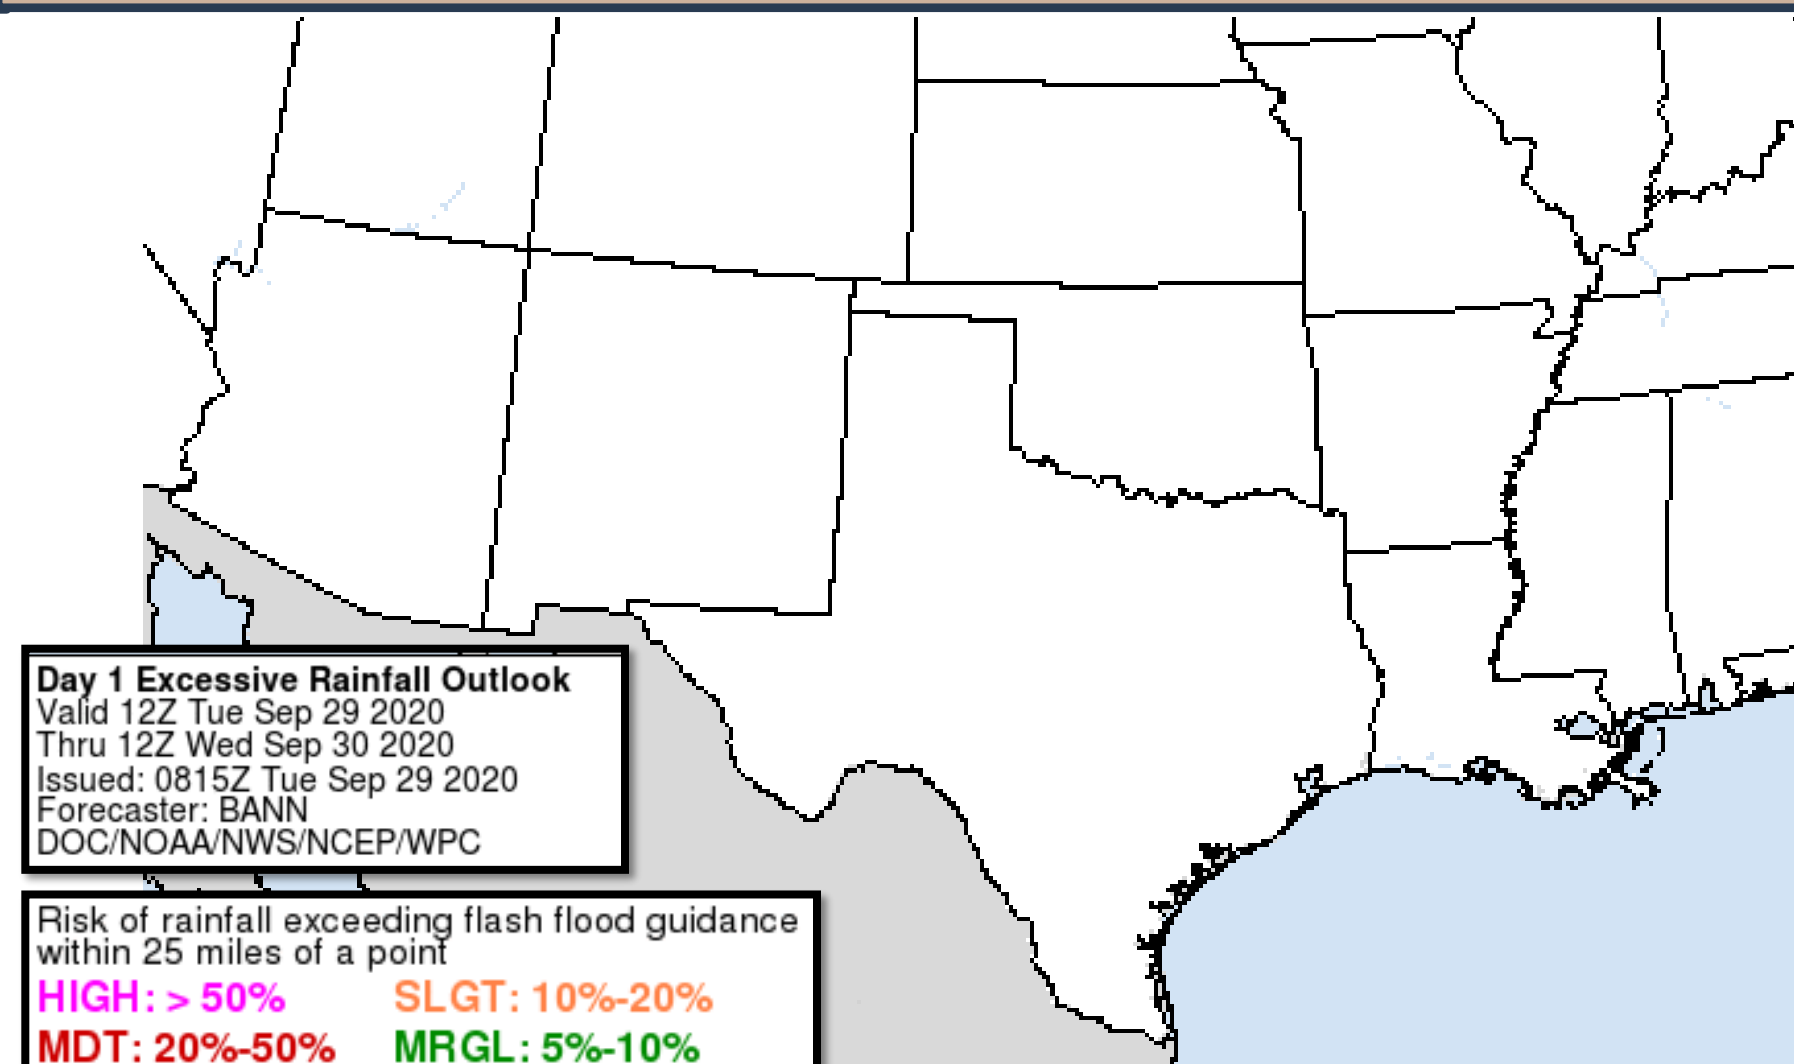 Day 1 Excessive Rainfall Outlook
Valid 12Z Tue Sep 29 2020
Thru 12Z Wed Sep 30 2020
Issued: 0815Z Tue Sep 29 2020
Forecaster: BANN
DOC/NOAA/NWS/NCEP/WPC
Risk of rainfall exceeding flash flood guidance
within 25 miles of a point
HIGH: > 50% SLGT: 10%-20%
MDT: 20%-50% MRGL: 5%-10%